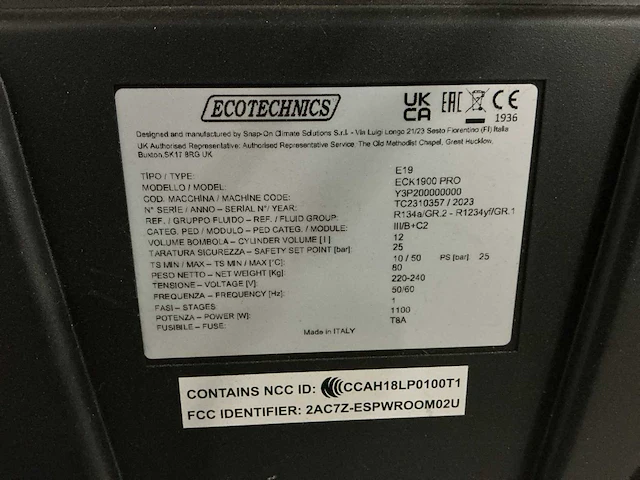 ECOTECHNICS
UK
CA
EAC
CE
1936
Designed and manufactured by Snap-On Climate Solutions S.r.l. - Via Luigi Longo 21/23 Sesto Fiorentino (FI) Italia
UK Authorised Representative: Authorised Representative Service, The Old Methodist Chapel, Great Hucklow,
Buxton,SK17 8RG UK
TIPO / TYPE: E19
MODELLO / MODEL: ECK1900 PRO
COD. MACCHINA / MACHINE CODE: Y3P200000000
N° SERIE / ANNO – SERIAL N°/ YEAR: TC2310357 / 2023
REF. / GRUPPO FLUIDO – REF. / FLUID GROUP: R134a/GR.2 - R1234yf/GR.1
CATEG. PED / MODULO - PED CATEG. / MODULE: III/B+C2
VOLUME BOMBOLA – CYLINDER VOLUME [l] 12
TARATURA SICUREZZA – SAFETY SET POINT [bar]: 25
TS MIN / MAX – TS MIN / MAX [°C]: 10 / 50 PS [bar] 25
PESO NETTO – NET WEIGHT [Kg] 80
TENSIONE – VOLTAGE [V] 220-240
FREQUENZA – FREQUENCY [Hz]: 50/60
FASI – STAGES: 1
POTENZA – POWER [W]: 1100
FUSIBILE – FUSE: T8A
Made in ITALY
CONTAINS NCC ID: CCAH18LP0100T1
FCC IDENTIFIER: 2AC7Z-ESPWROOM02U